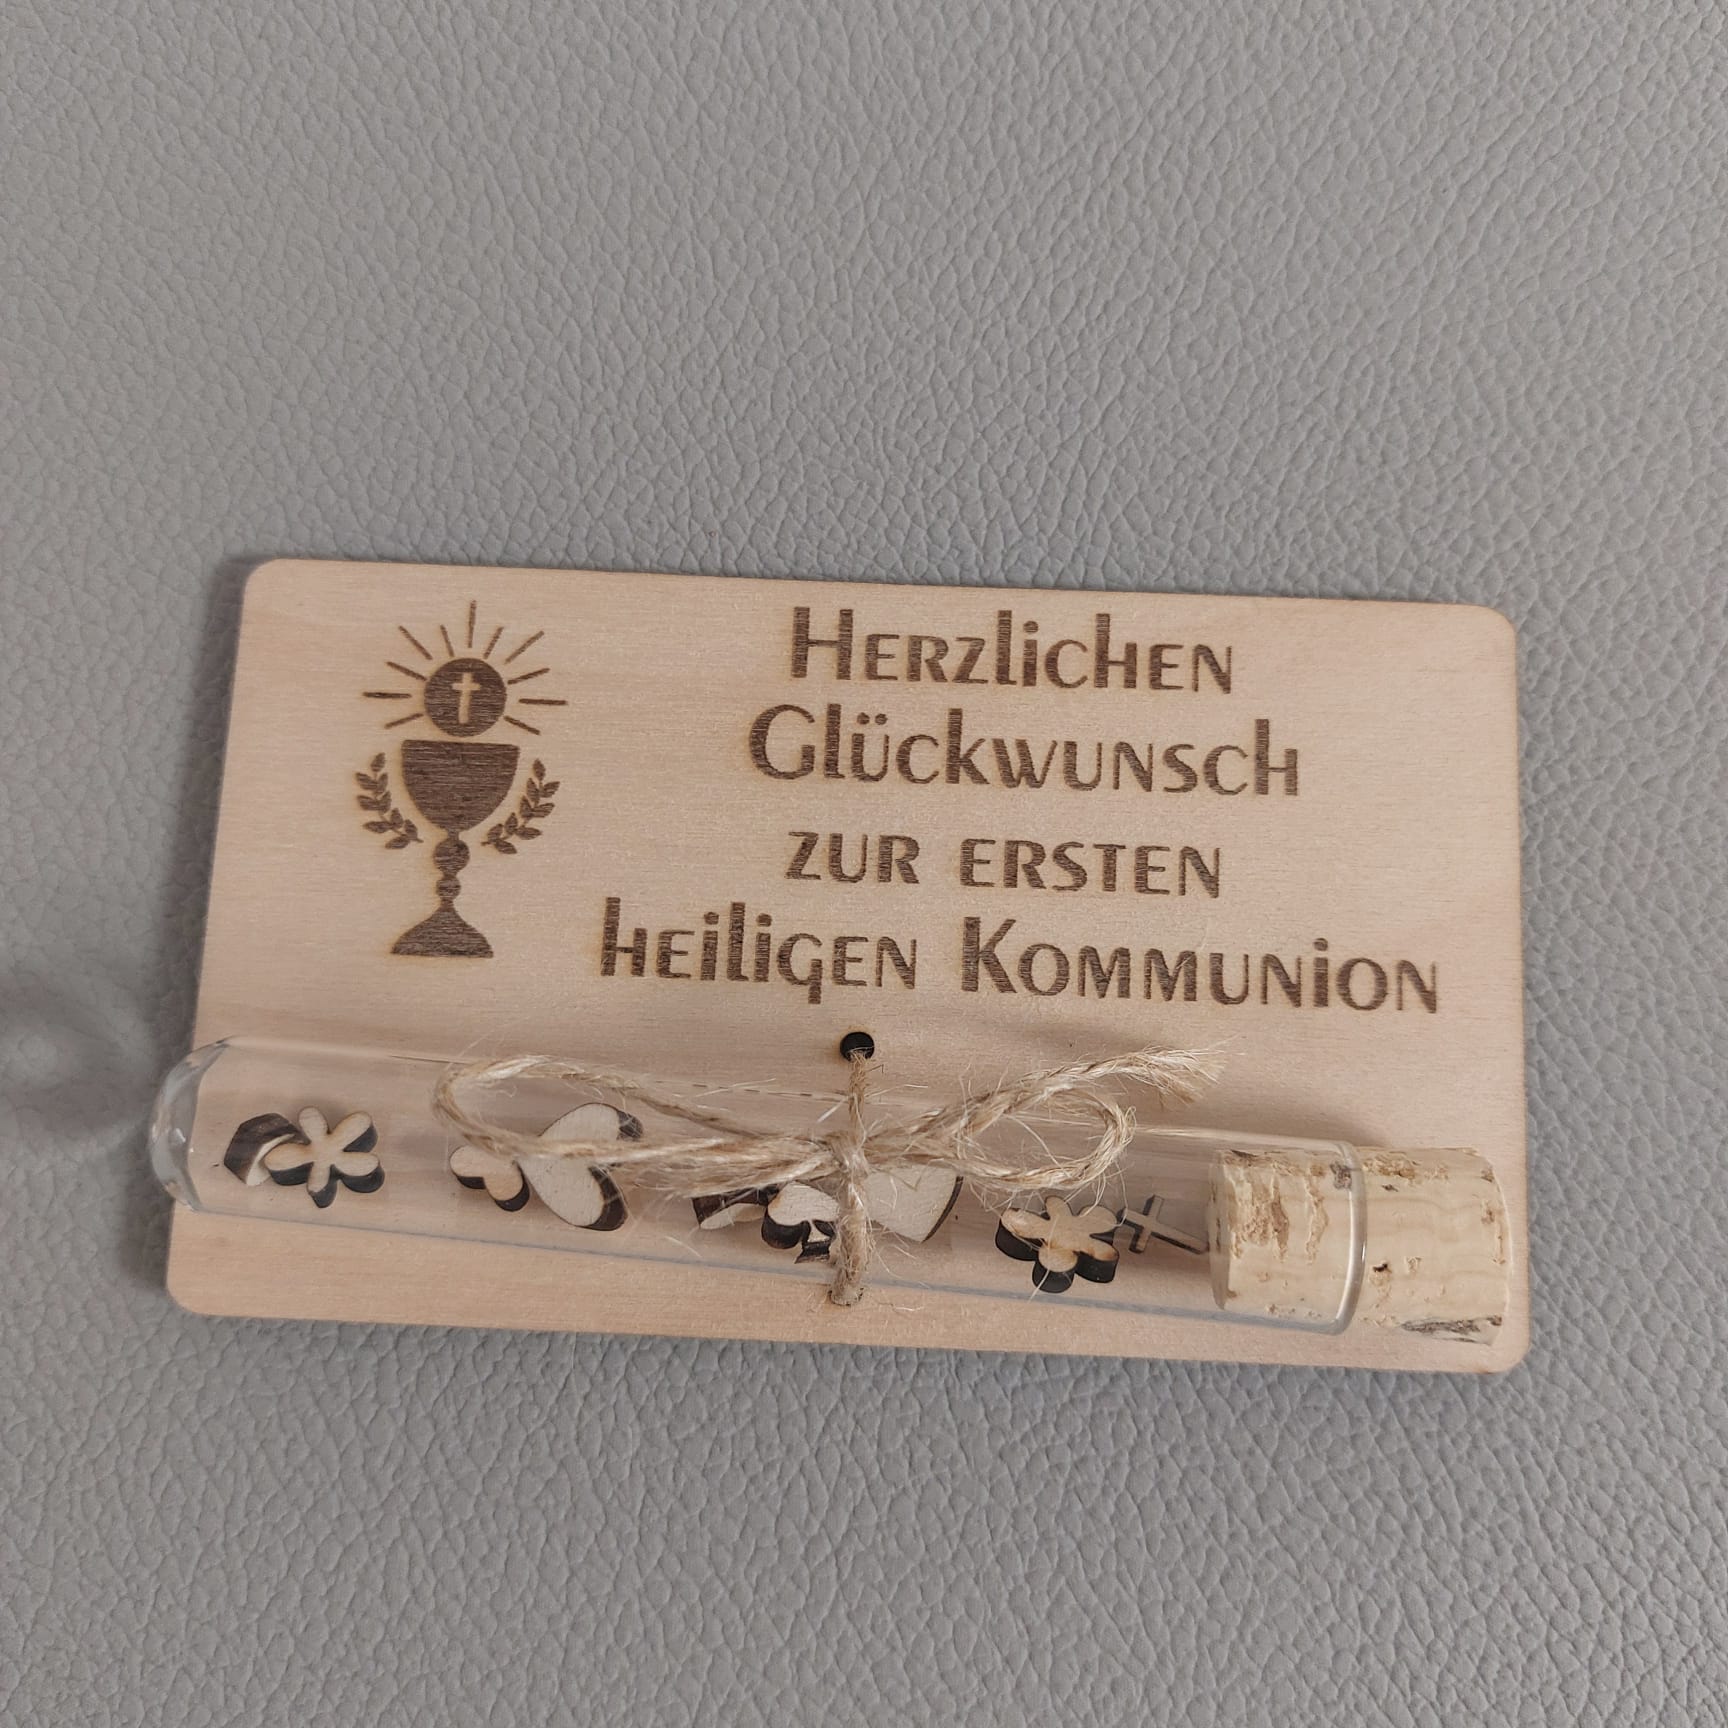 Herzlichen
Glückwunsch
zur ersten
heiligen Kommunion